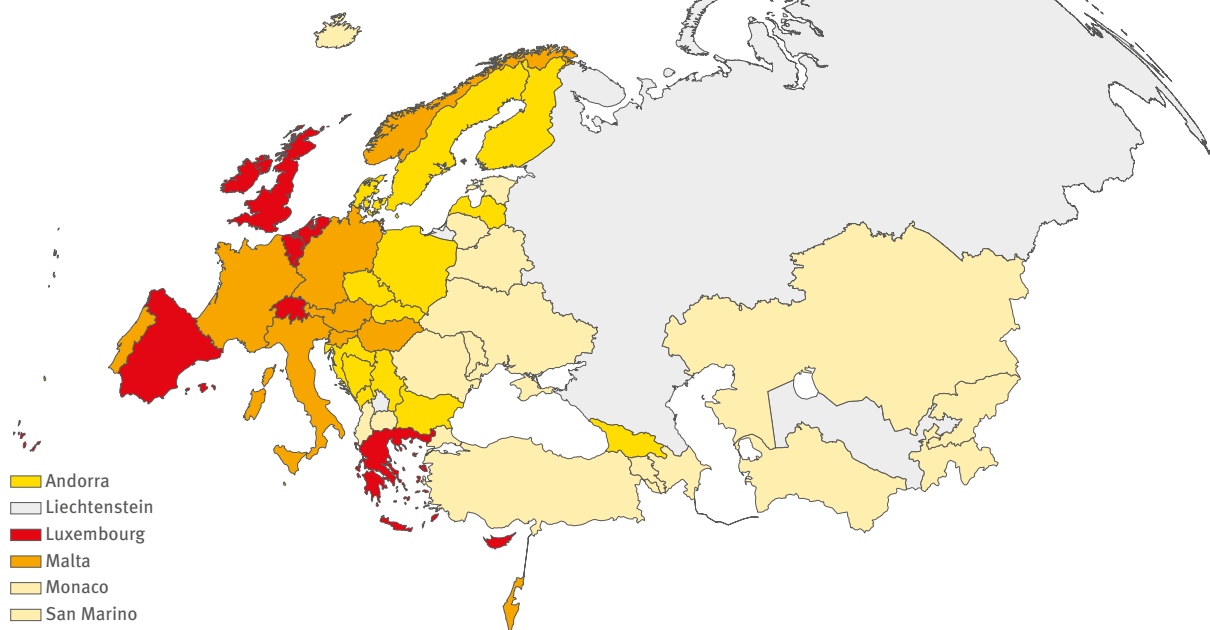 Andorra
Liechtenstein
Luxembourg
Malta
Monaco
San Marino